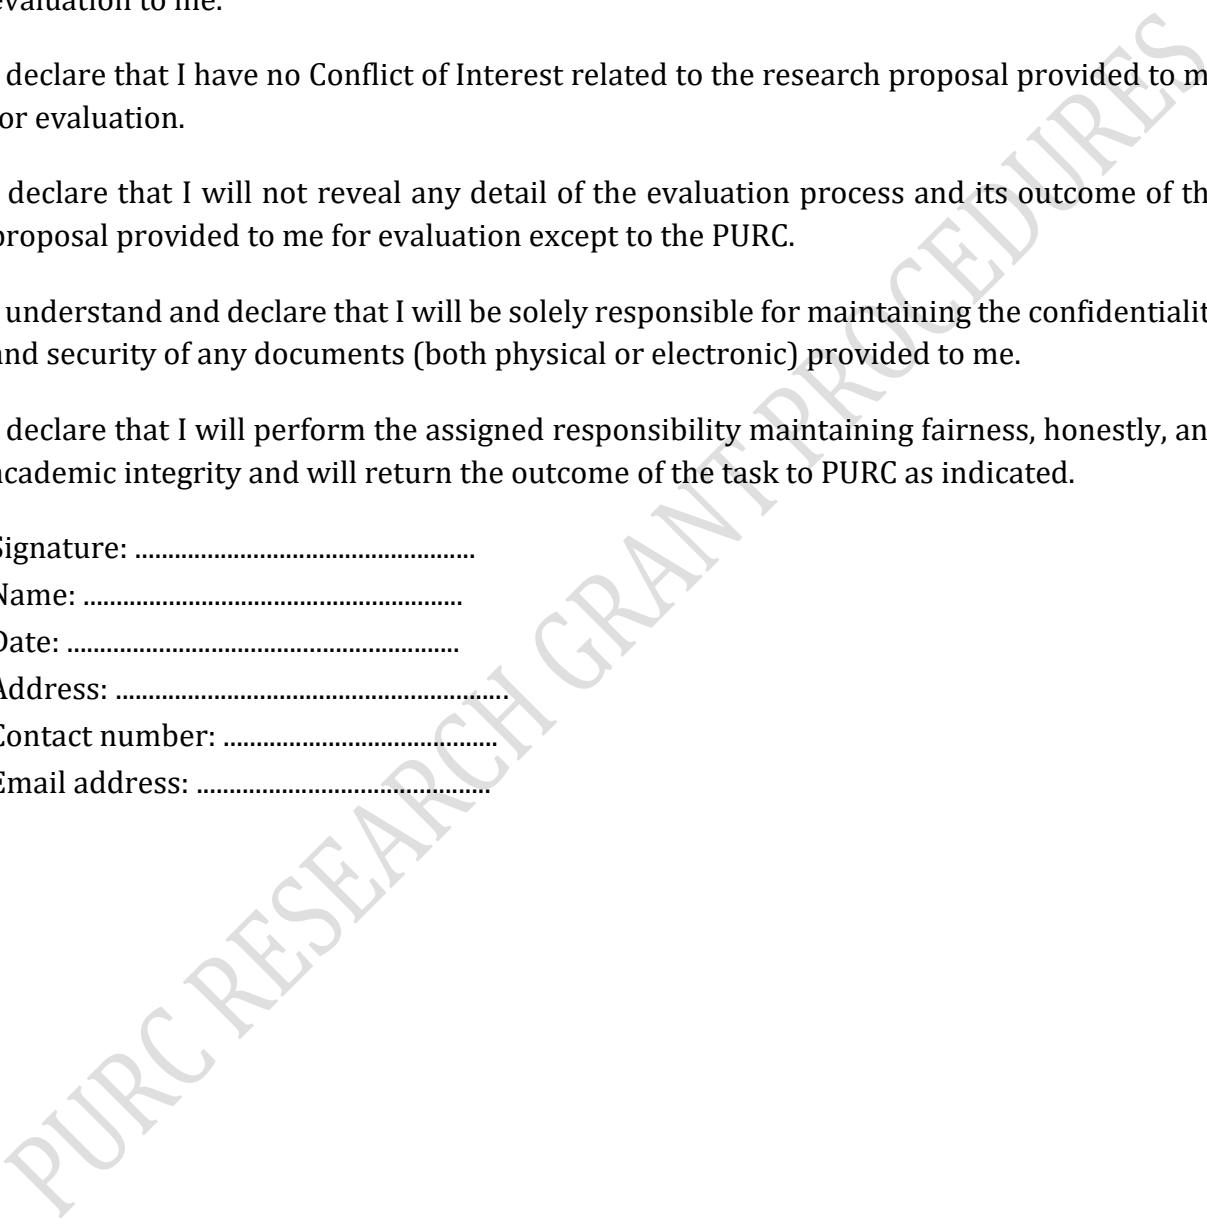 evaluation to me.
declare that I have no Conflict of Interest related to the research proposal provided to m
for evaluation.
declare that I will not reveal any detail of the evaluation process and its outcome of th
proposal provided to me for evaluation except to the PURC.
understand and declare that I will be solely responsible for maintaining the confidentialit
and security of any documents (both physical or electronic) provided to me.
declare that I will perform the assigned responsibility maintaining fairness, honestly, an
academic integrity and will return the outcome of the task to PURC as indicated.
Signature: ....................................................
Name: ..........................................................
Date: ............................................................
Address: ............................................................
Contact number: ..........................................
Email address: .............................................
PURC RESEARCH GRANT PROCEDURES